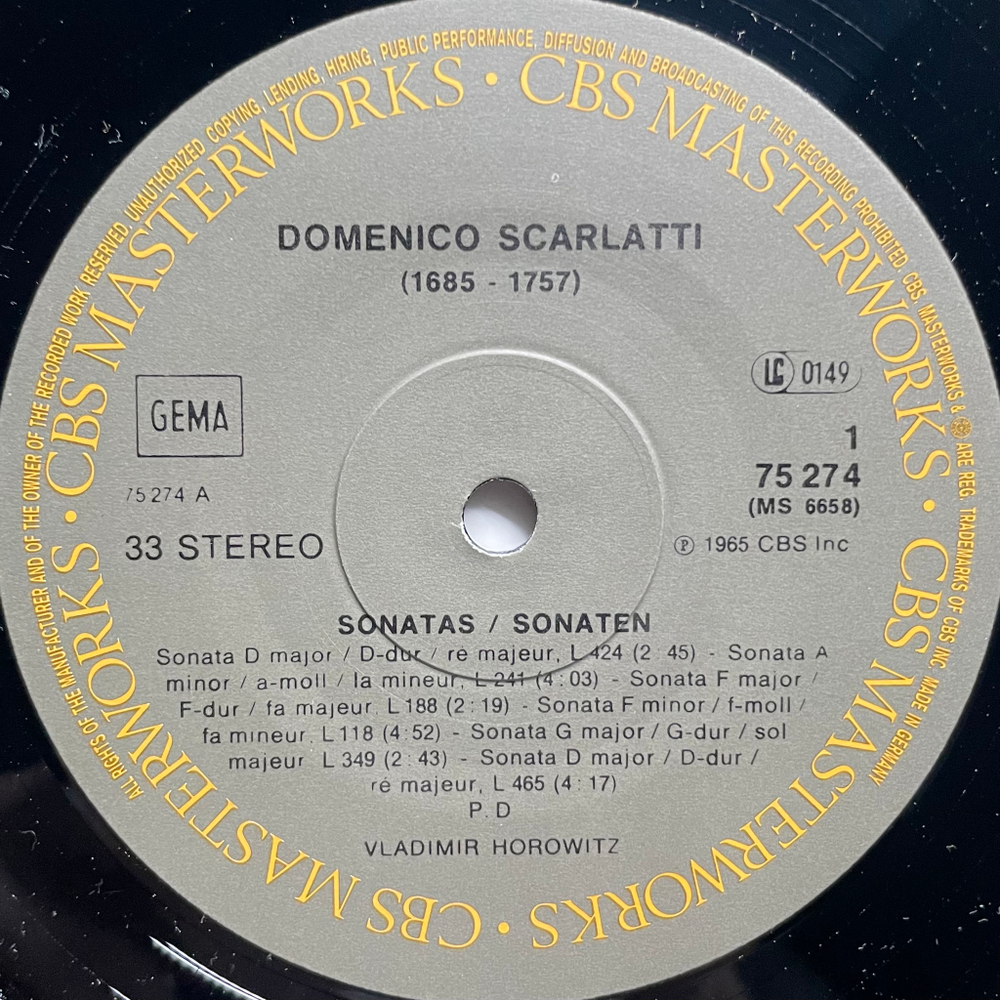 ALL RIGHTS OF THE MANUFACTURER AND OF THE OWNER OF THE RECORDED WORK RESERVED. UNAUTHORIZED COPYING, LENDING, HIRING, PUBLIC PERFORMANCE, DIFFUSION AND BROADCASTING OF THIS RECORDING PROHIBITED. CBS, MASTERWORKS & ARE REG. TRADEMARKS OF CBS INC. MADE IN GERMANY
CBS MASTERWORKS • CBS MASTERWORKS • CBS MASTERWORKS • CBS MASTERWORKS •
DOMENICO SCARLATTI
(1685 - 1757)
LC 0149
GEMA
1
75 274
75 274 A
(MS 6658)
33 STEREO
℗ 1965 CBS Inc
SONATAS / SONATEN
Sonata D major / D-dur / ré majeur, L 424 (2 45) - Sonata A
minor / a-moll / la mineur, L 241 (4:03) - Sonata F major /
F-dur / fa majeur, L 188 (2:19) - Sonata F minor / f-moll /
fa mineur, L 118 (4:52) - Sonata G major / G-dur / sol
majeur L 349 (2:43) - Sonata D major / D-dur /
ré majeur, L 465 (4:17)
P. D
VLADIMIR HOROWITZ